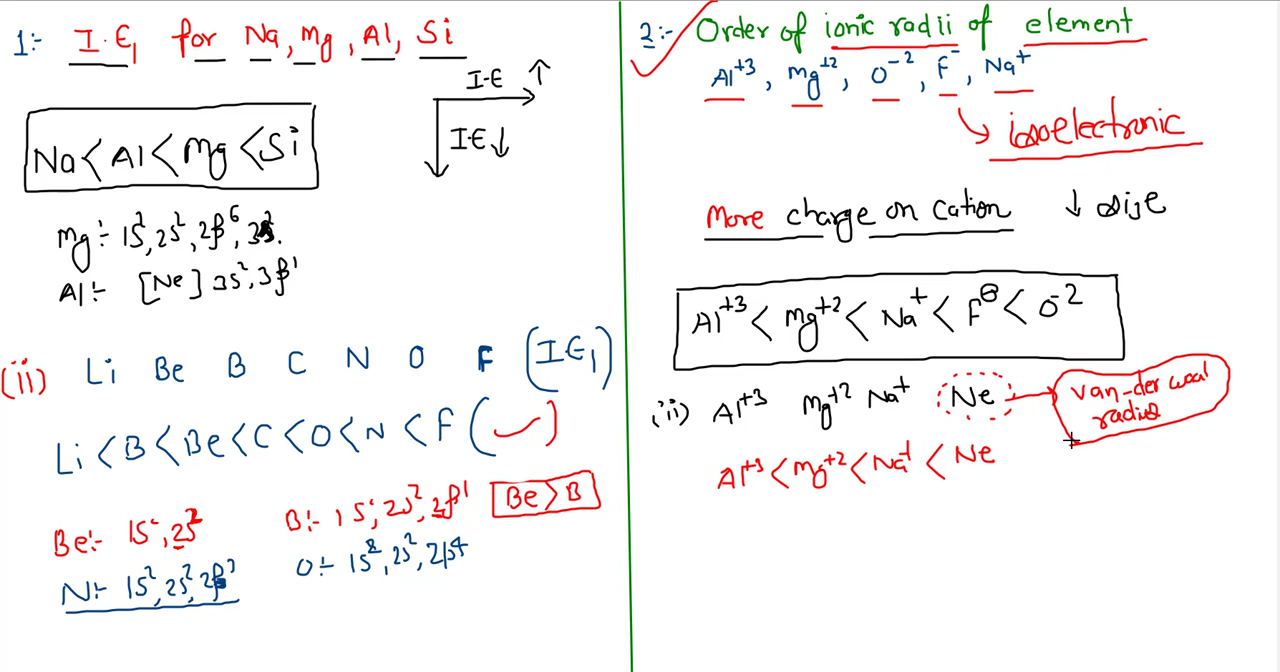 1:- I·E₁ for Na, Mg, Al, Si
I·E ↑
I·E ↓
Na < Al < Mg < Si
Mg :- 1s², 2s², 2p⁶, 3s².
Al :- [Ne] 3s², 3p¹
(ii) Li Be B C N O F (IE₁)
Li < B < Be < C < O < N < F (✓)
Be:- 1s², 2s²
B:- 1s², 2s², 2p¹
Be > B
N:- 1s², 2s², 2p³
O:- 1s², 2s², 2p⁴
2:- Order of ionic radii of element
Al⁺³, Mg⁺², O⁻², F⁻, Na⁺
→ isoelectronic
More charge on cation ↓ size
Al⁺³ < Mg⁺² < Na⁺ < F⊖ < O⁻²
(ii) Al⁺³ Mg⁺² Na⁺ Ne → van-der waal
radius
Al⁺³ < Mg⁺² < Na⁺ < Ne